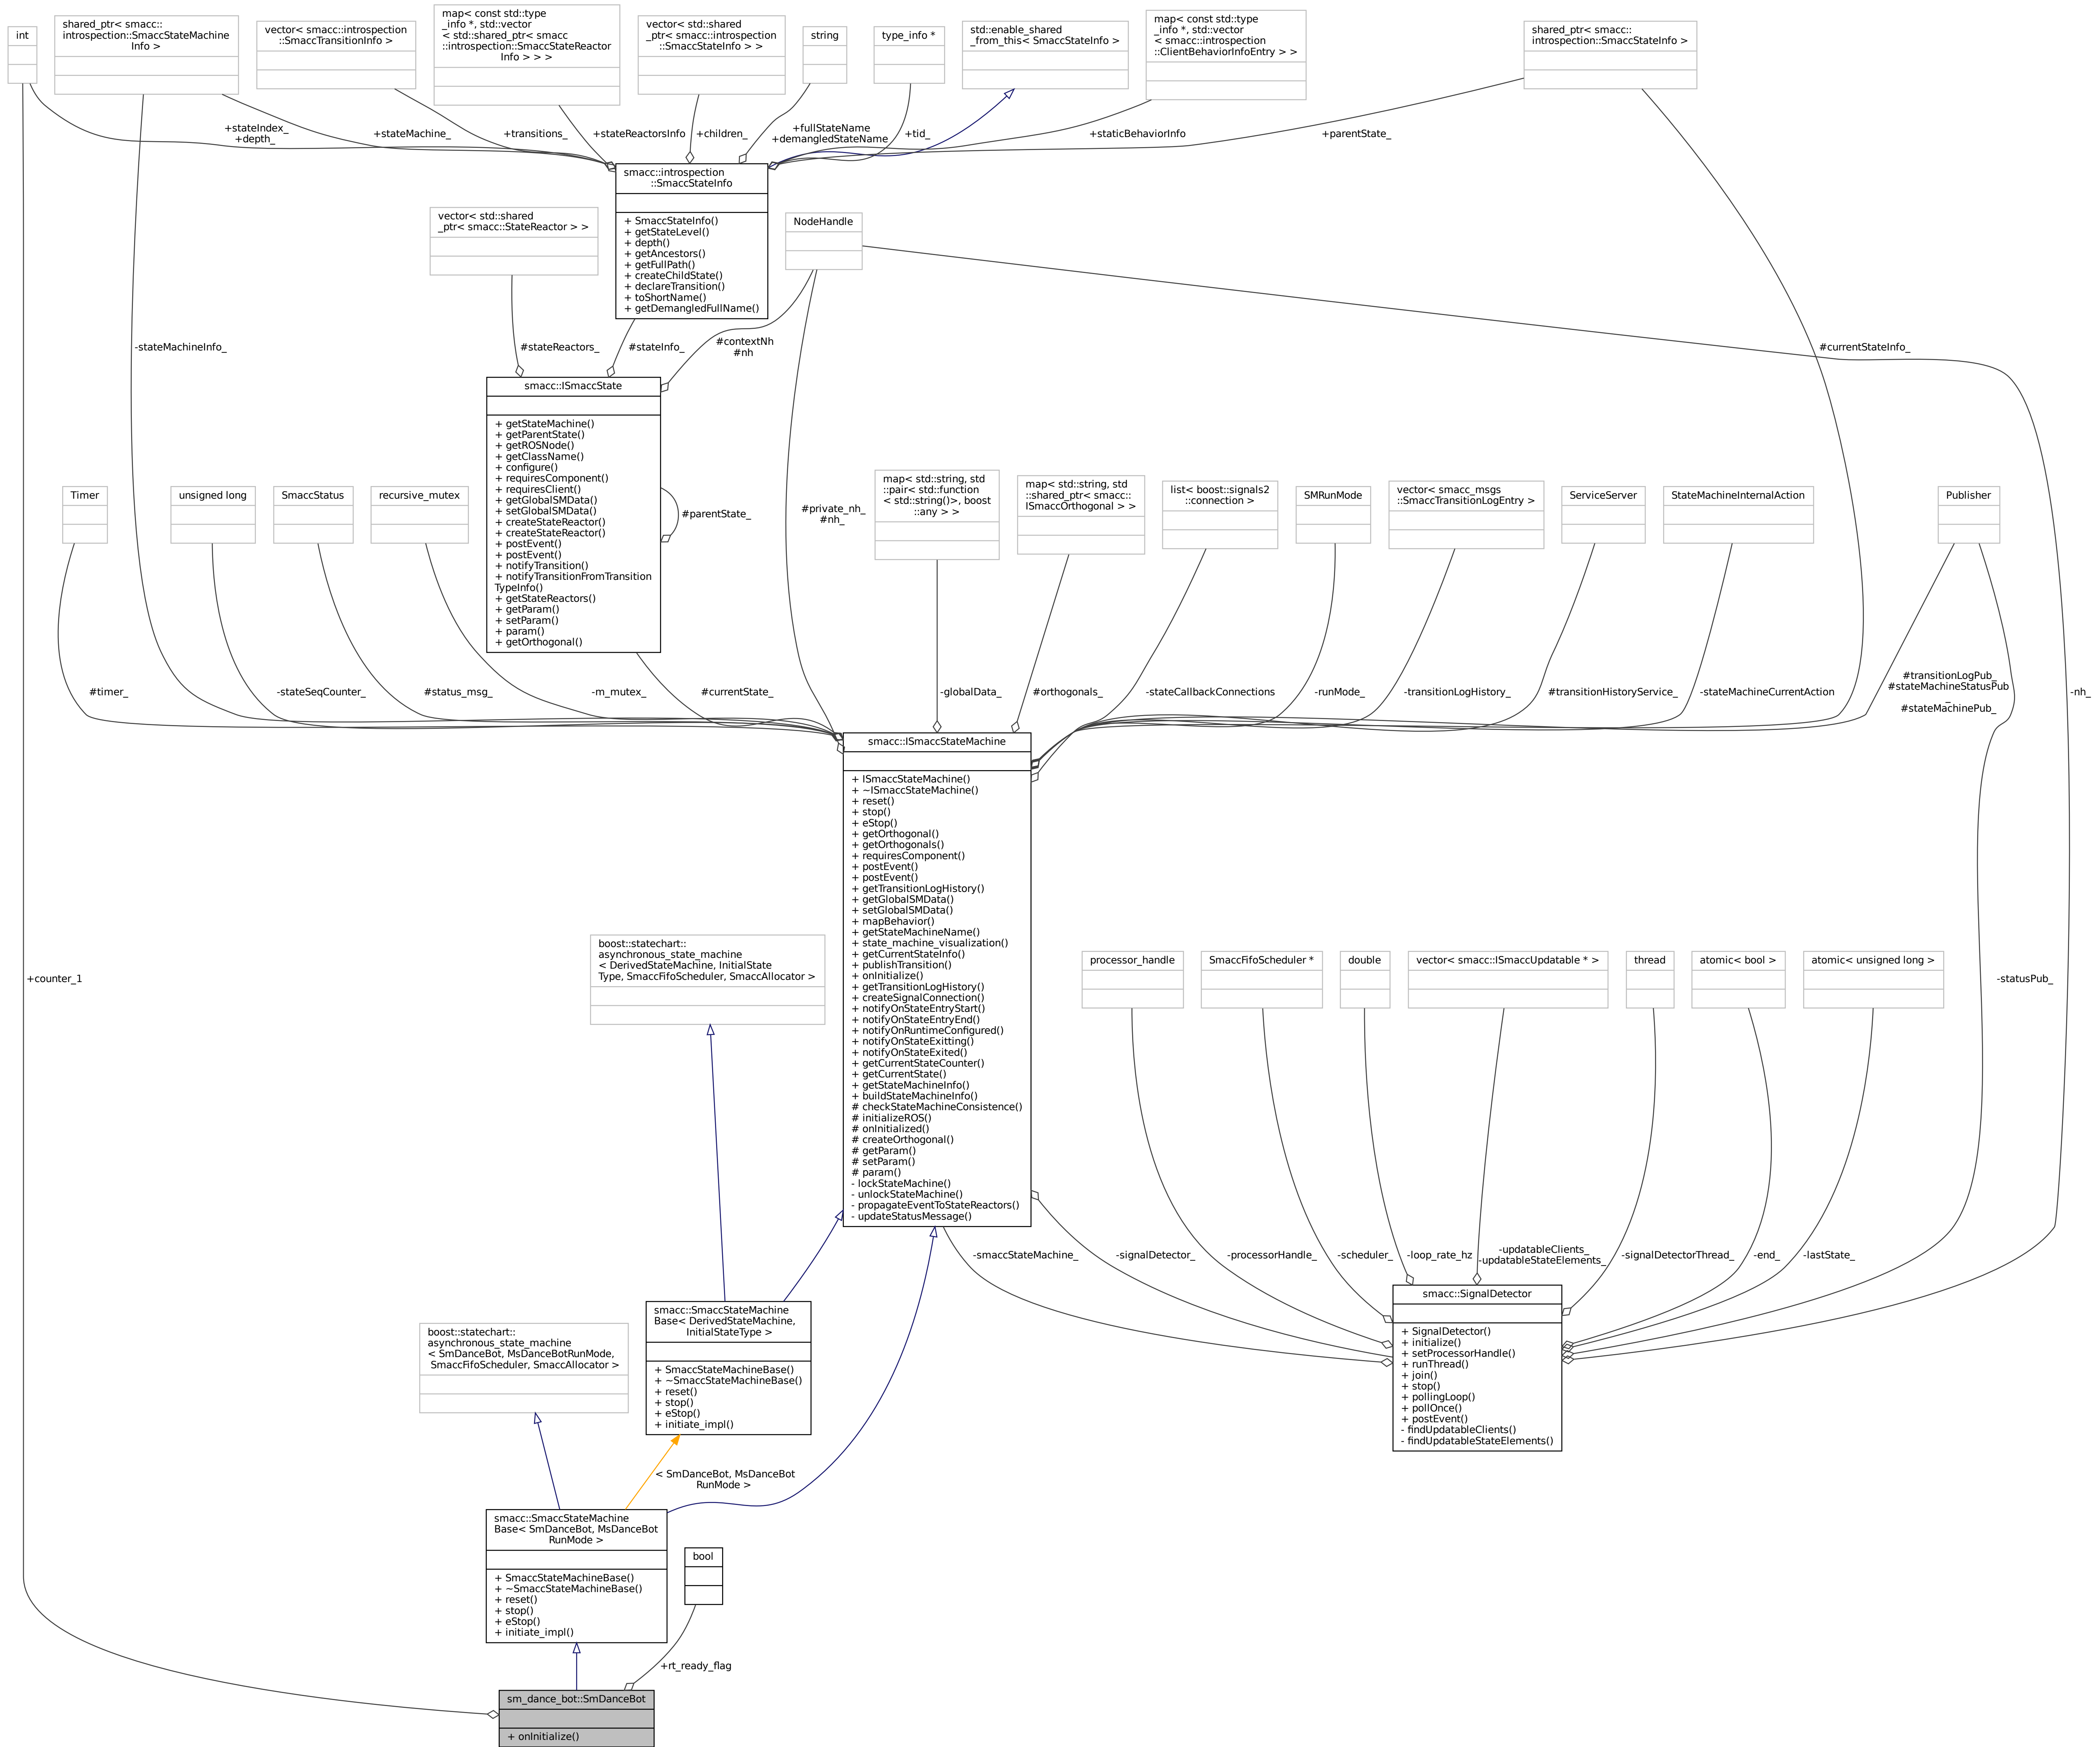 int
shared_ptr< smacc::
introspection::SmaccStateMachine
Info >
vector< smacc::introspection
::SmaccTransitionInfo >
map< const std::type
_info *, std::vector
< std::shared_ptr< smacc
::introspection::SmaccStateReactor
Info > > >
vector< std::shared
_ptr< smacc::introspection
::SmaccStateInfo > >
string
type_info *
std::enable_shared
_from_this< SmaccStateInfo >
map< const std::type
_info *, std::vector
< smacc::introspection
::ClientBehaviorInfoEntry > >
shared_ptr< smacc::
introspection::SmaccStateInfo >
+stateIndex_
+depth_
+stateMachine_
+transitions_
+stateReactorsInfo
+children_
+fullStateName
+demangledStateName
+tid_
+staticBehaviorInfo
+parentState_
smacc::introspection
::SmaccStateInfo
+ SmaccStateInfo()
+ getStateLevel()
+ depth()
+ getAncestors()
+ getFullPath()
+ createChildState()
+ declareTransition()
+ toShortName()
+ getDemangledFullName()
vector< std::shared
_ptr< smacc::StateReactor > >
NodeHandle
-stateMachineInfo_
#stateReactors_
#stateInfo_
#contextNh
#nh
#currentStateInfo_
smacc::ISmaccState
+ getStateMachine()
+ getParentState()
+ getROSNode()
+ getClassName()
+ configure()
+ requiresComponent()
+ requiresClient()
+ getGlobalSMData()
+ setGlobalSMData()
+ createStateReactor()
+ createStateReactor()
+ postEvent()
+ postEvent()
+ notifyTransition()
+ notifyTransitionFromTransition
TypeInfo()
+ getStateReactors()
+ getParam()
+ setParam()
+ param()
+ getOrthogonal()
#parentState_
#private_nh_
#nh_
Timer
unsigned long
SmaccStatus
recursive_mutex
map< std::string, std
::pair< std::function
< std::string()>, boost
::any > >
map< std::string, std
::shared_ptr< smacc::
ISmaccOrthogonal > >
list< boost::signals2
::connection >
SMRunMode
vector< smacc_msgs
::SmaccTransitionLogEntry >
ServiceServer
StateMachineInternalAction
Publisher
#timer_
-stateSeqCounter_
#status_msg_
-m_mutex_
#currentState_
-globalData_
#orthogonals_
-stateCallbackConnections
-runMode_
-transitionLogHistory_
#transitionHistoryService_
-stateMachineCurrentAction
#transitionLogPub_
#stateMachineStatusPub
_
#stateMachinePub_
-nh_
smacc::ISmaccStateMachine
+ ISmaccStateMachine()
+ ~ISmaccStateMachine()
+ reset()
+ stop()
+ eStop()
+ getOrthogonal()
+ getOrthogonals()
+ requiresComponent()
+ postEvent()
+ postEvent()
+ getTransitionLogHistory()
+ getGlobalSMData()
+ setGlobalSMData()
+ mapBehavior()
+ getStateMachineName()
+ state_machine_visualization()
+ getCurrentStateInfo()
+ publishTransition()
+ onInitialize()
+ getTransitionLogHistory()
+ createSignalConnection()
+ notifyOnStateEntryStart()
+ notifyOnStateEntryEnd()
+ notifyOnRuntimeConfigured()
+ notifyOnStateExitting()
+ notifyOnStateExited()
+ getCurrentStateCounter()
+ getCurrentState()
+ getStateMachineInfo()
+ buildStateMachineInfo()
# checkStateMachineConsistence()
# initializeROS()
# onInitialized()
# createOrthogonal()
# getParam()
# setParam()
# param()
- lockStateMachine()
- unlockStateMachine()
- propagateEventToStateReactors()
- updateStatusMessage()
+counter_1
boost::statechart::
asynchronous_state_machine
< DerivedStateMachine, InitialState
Type, SmaccFifoScheduler, SmaccAllocator >
processor_handle
SmaccFifoScheduler *
double
vector< smacc::ISmaccUpdatable * >
thread
atomic< bool >
atomic< unsigned long >
-statusPub_
-smaccStateMachine_
-signalDetector_
-processorHandle_
-scheduler_
-loop_rate_hz
-updatableClients_
-updatableStateElements_
-signalDetectorThread_
-end_
-lastState_
smacc::SignalDetector
+ SignalDetector()
+ initialize()
+ setProcessorHandle()
+ runThread()
+ join()
+ stop()
+ pollingLoop()
+ pollOnce()
+ postEvent()
- findUpdatableClients()
- findUpdatableStateElements()
smacc::SmaccStateMachine
Base< DerivedStateMachine,
InitialStateType >
+ SmaccStateMachineBase()
+ ~SmaccStateMachineBase()
+ reset()
+ stop()
+ eStop()
+ initiate_impl()
boost::statechart::
asynchronous_state_machine
< SmDanceBot, MsDanceBotRunMode,
SmaccFifoScheduler, SmaccAllocator >
< SmDanceBot, MsDanceBot
RunMode >
smacc::SmaccStateMachine
Base< SmDanceBot, MsDanceBot
RunMode >
+ SmaccStateMachineBase()
+ ~SmaccStateMachineBase()
+ reset()
+ stop()
+ eStop()
+ initiate_impl()
bool
+rt_ready_flag
sm_dance_bot::SmDanceBot
+ onInitialize()